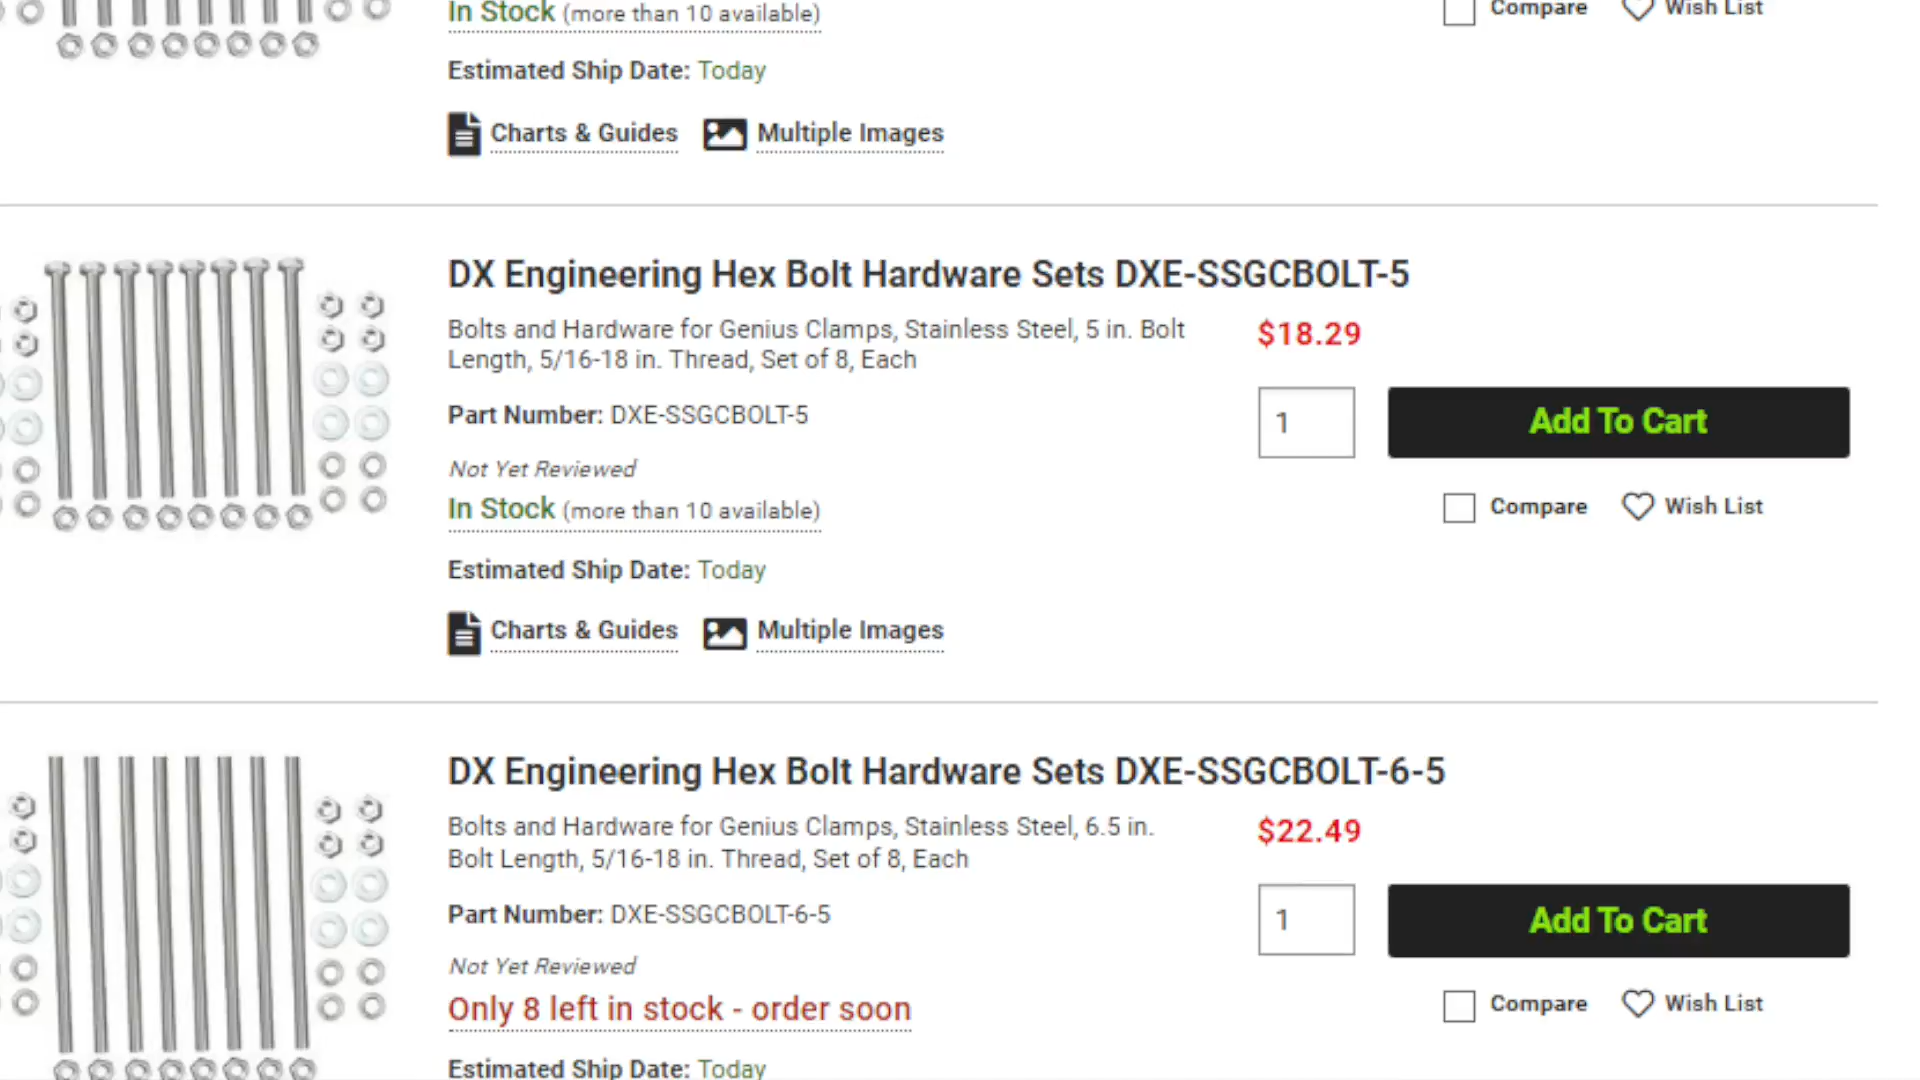 In Stock (more than 10 available)
Compare Wish List
Estimated Ship Date: Today
Charts & Guides Multiple Images
DX Engineering Hex Bolt Hardware Sets DXE-SSGCBOLT-5
Bolts and Hardware for Genius Clamps, Stainless Steel, 5 in. Bolt
Length, 5/16-18 in. Thread, Set of 8, Each
$18.29
Part Number: DXE-SSGCBOLT-5
1
Add To Cart
Not Yet Reviewed
In Stock (more than 10 available)
Compare Wish List
Estimated Ship Date: Today
Charts & Guides Multiple Images
DX Engineering Hex Bolt Hardware Sets DXE-SSGCBOLT-6-5
Bolts and Hardware for Genius Clamps, Stainless Steel, 6.5 in.
Bolt Length, 5/16-18 in. Thread, Set of 8, Each
$22.49
Part Number: DXE-SSGCBOLT-6-5
1
Add To Cart
Not Yet Reviewed
Only 8 left in stock - order soon
Compare Wish List
Estimated Ship Date: Today